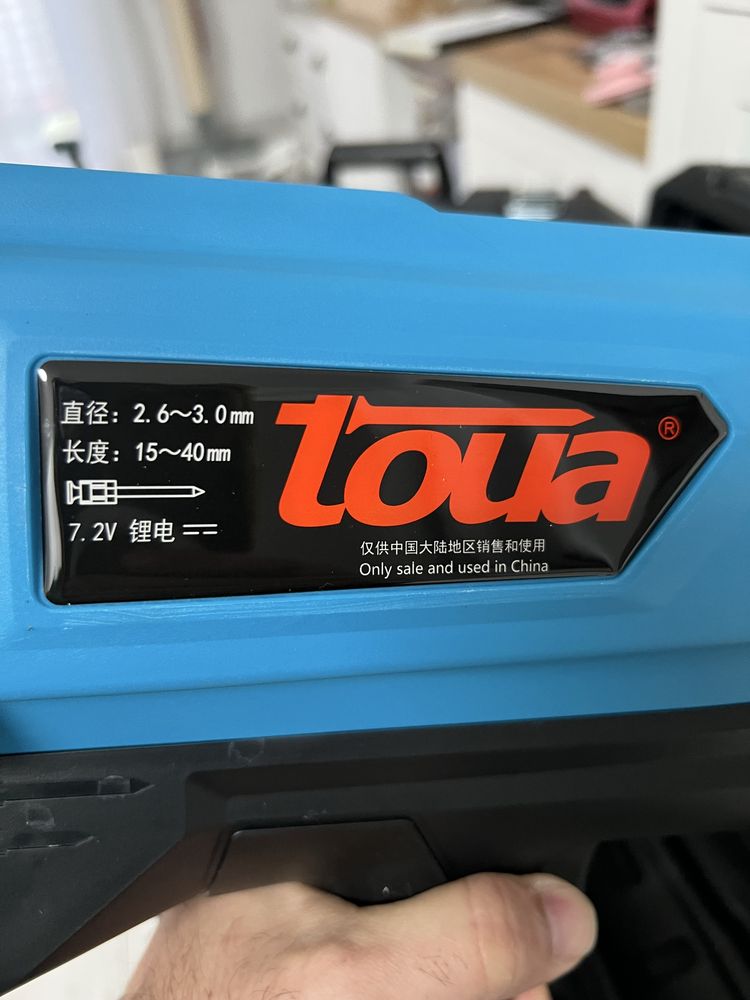 直径：2.6～3.0mm
长度：15～40mm
7.2V 锂电
toua®
仅供中国大陆地区销售和使用
Only sale and used in China